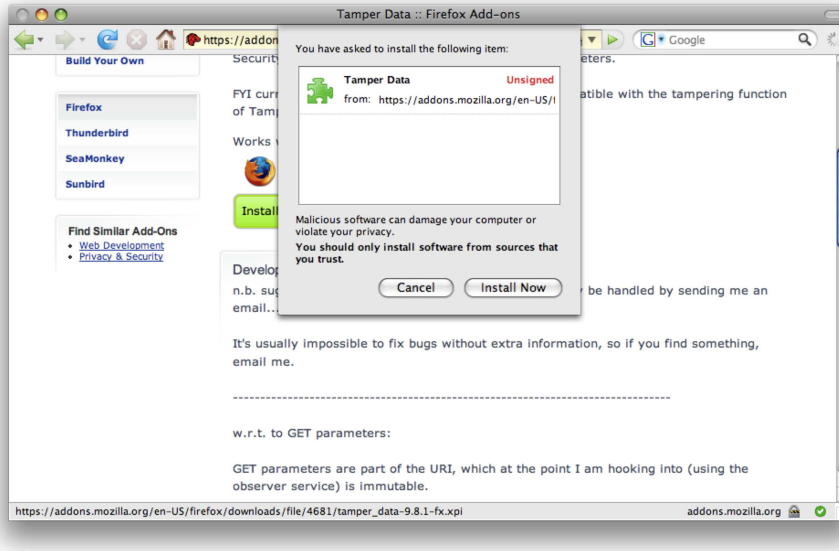 Tamper Data :: Firefox Add-ons
https://addon
Google
Build Your Own
Firefox
Thunderbird
SeaMonkey
Sunbird
Find Similar Add-Ons
Web Development
Privacy & Security
You have asked to install the following item:
Tamper Data
Unsigned
from: https://addons.mozilla.org/en-US/f
Malicious software can damage your computer or
violate your privacy.
You should only install software from sources that
you trust.
Cancel
Install Now
FYI
atible with the tampering function
of
Works
Install
be handled by sending me an
email...
It's usually impossible to fix bugs without extra information, so if you find something,
email me.
--------------------------------------------------------------------------------
w.r.t. to GET parameters:
GET parameters are part of the URI, which at the point I am hooking into (using the
observer service) is immutable.
https://addons.mozilla.org/en-US/firefox/downloads/file/4681/tamper_data-9.8.1-fx.xpi
addons.mozilla.org